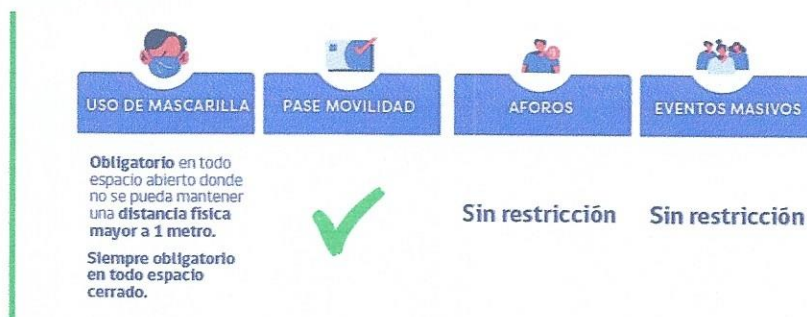 USO DE MASCARILLA
PASE MOVILIDAD
AFOROS
EVENTOS MASIVOS
Obligatorio en todo
espacio abierto donde
no se pueda mantener
una distancia física
mayor a 1 metro.
Siempre obligatorio
en todo espacio
cerrado.
Sin restricción
Sin restricción